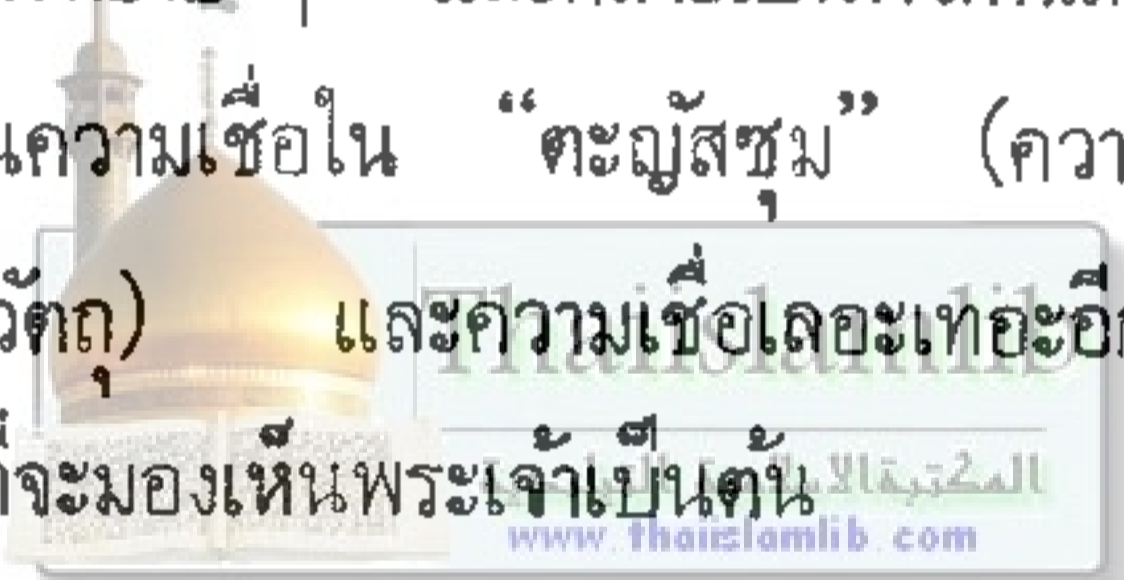 นความเชื่อใน “ตะญัสซุม” (ความ
วัตถุ) และความเชื่อเลอะเทอะอีก
จะมองเห็นพระเจ้าเป็นต้น
Thaiislamlib
www.thaiislamlib.com